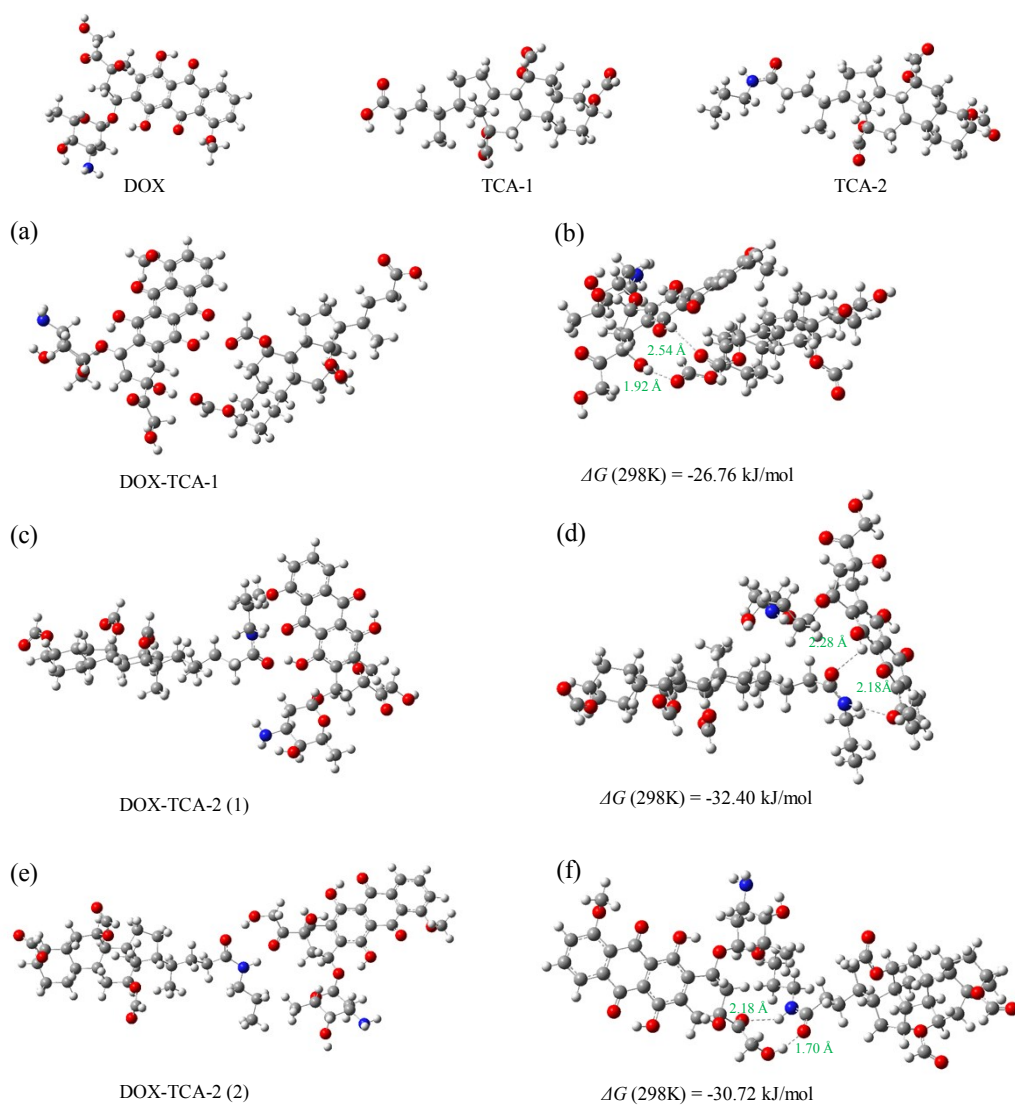 DOX
TCA-1
TCA-2
(a)
(b)
2.54 Å
1.92 Å
DOX-TCA-1
ΔG (298K) = -26.76 kJ/mol
(c)
(d)
2.28 Å
2.18Å
DOX-TCA-2 (1)
ΔG (298K) = -32.40 kJ/mol
(e)
(f)
2.18 Å
1.70 Å
DOX-TCA-2 (2)
ΔG (298K) = -30.72 kJ/mol